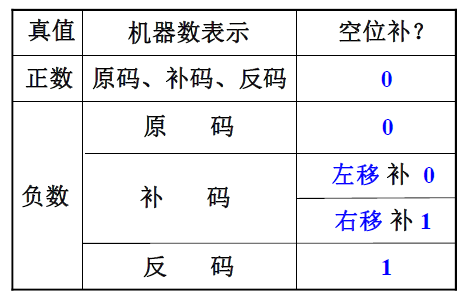 真值 机器数表示 空位补？
正数 原码、补码、反码 0
负数 原 码 0
补 码 左移 补 0
右移 补 1
反 码 1